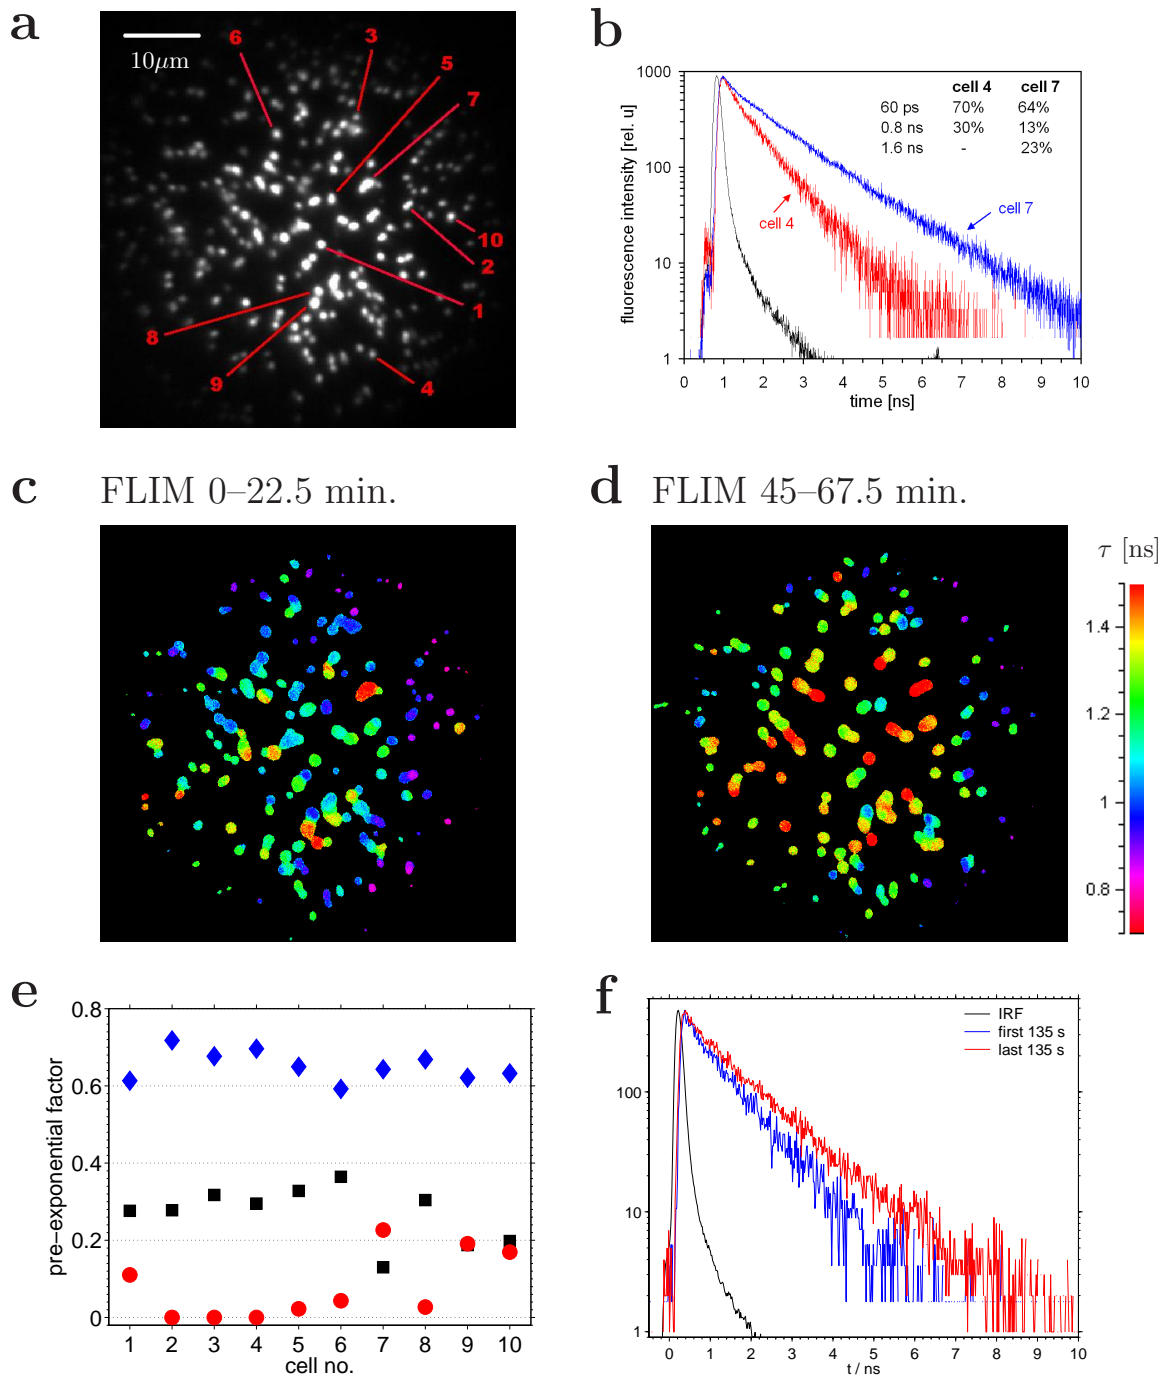 a
10μm
6
3
5
7
10
2
1
8
9
4
b
fluorescence intensity [rel. u]
1000
100
10
1
cell 4 cell 7
60 ps 70% 64%
0.8 ns 30% 13%
1.6 ns - 23%
cell 4
cell 7
0 1 2 3 4 5 6 7 8 9 10
time [ns]
c FLIM 0–22.5 min.
d FLIM 45–67.5 min.
τ [ns]
1.4
1.2
1
0.8
e
pre−exponential factor
0.8
0.6
0.4
0.2
0
1 2 3 4 5 6 7 8 9 10
cell no.
f
IRF
first 135 s
last 135 s
100
10
1
0 1 2 3 4 5 6 7 8 9 10
t / ns